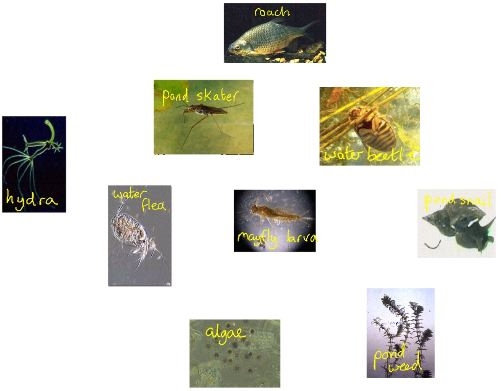 roach
pond skater
water beetle
hydra
water
flea
mayfly larva
pond snail
algae
pond
weed